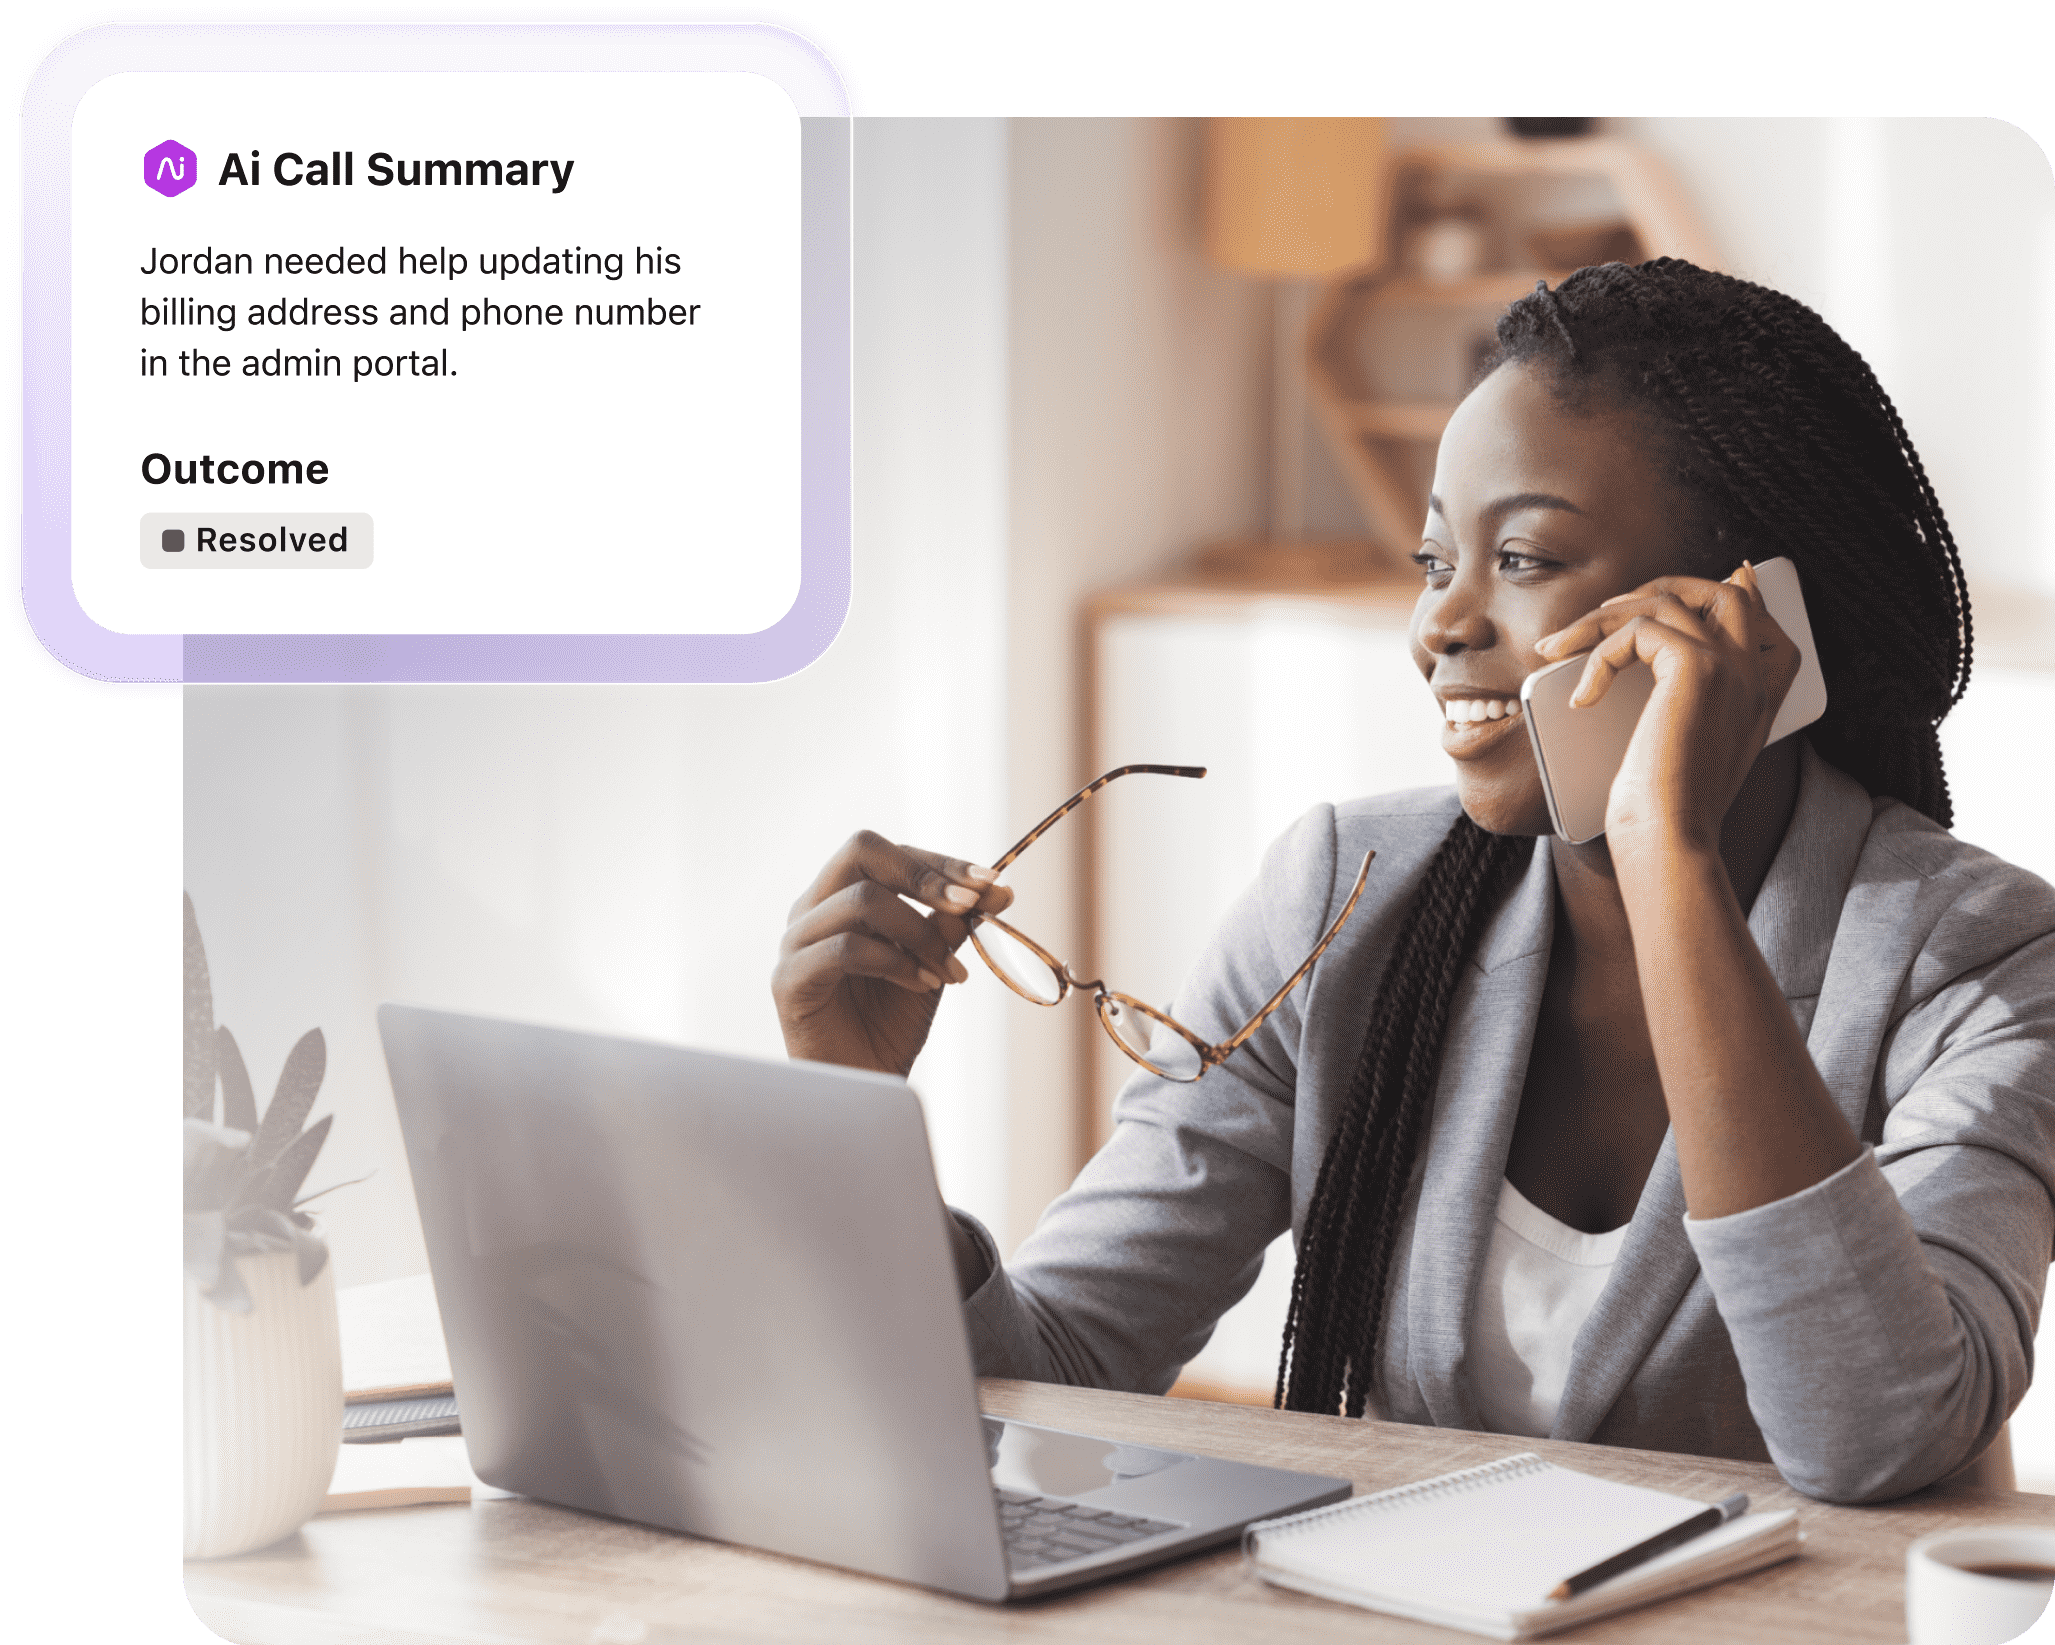 Ai Call Summary
Jordan needed help updating his
billing address and phone number
in the admin portal.
Outcome
Resolved